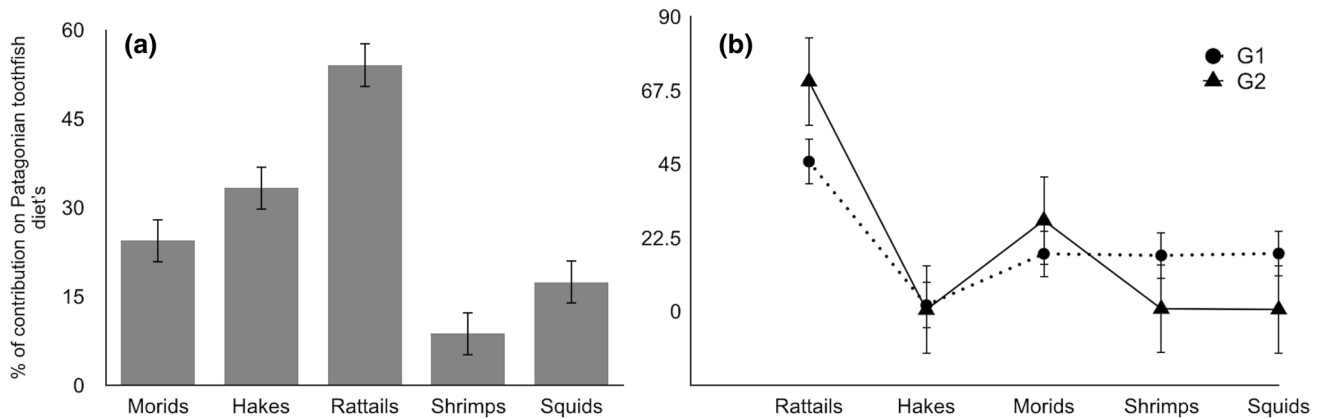 % of contribution on Patagonian toothfish
diet's
(a)
60
45
30
15
0
Morids Hakes Rattails Shrimps Squids
(b)
90
67.5
45
22.5
0
G1
G2
Rattails Hakes Morids Shrimps Squids